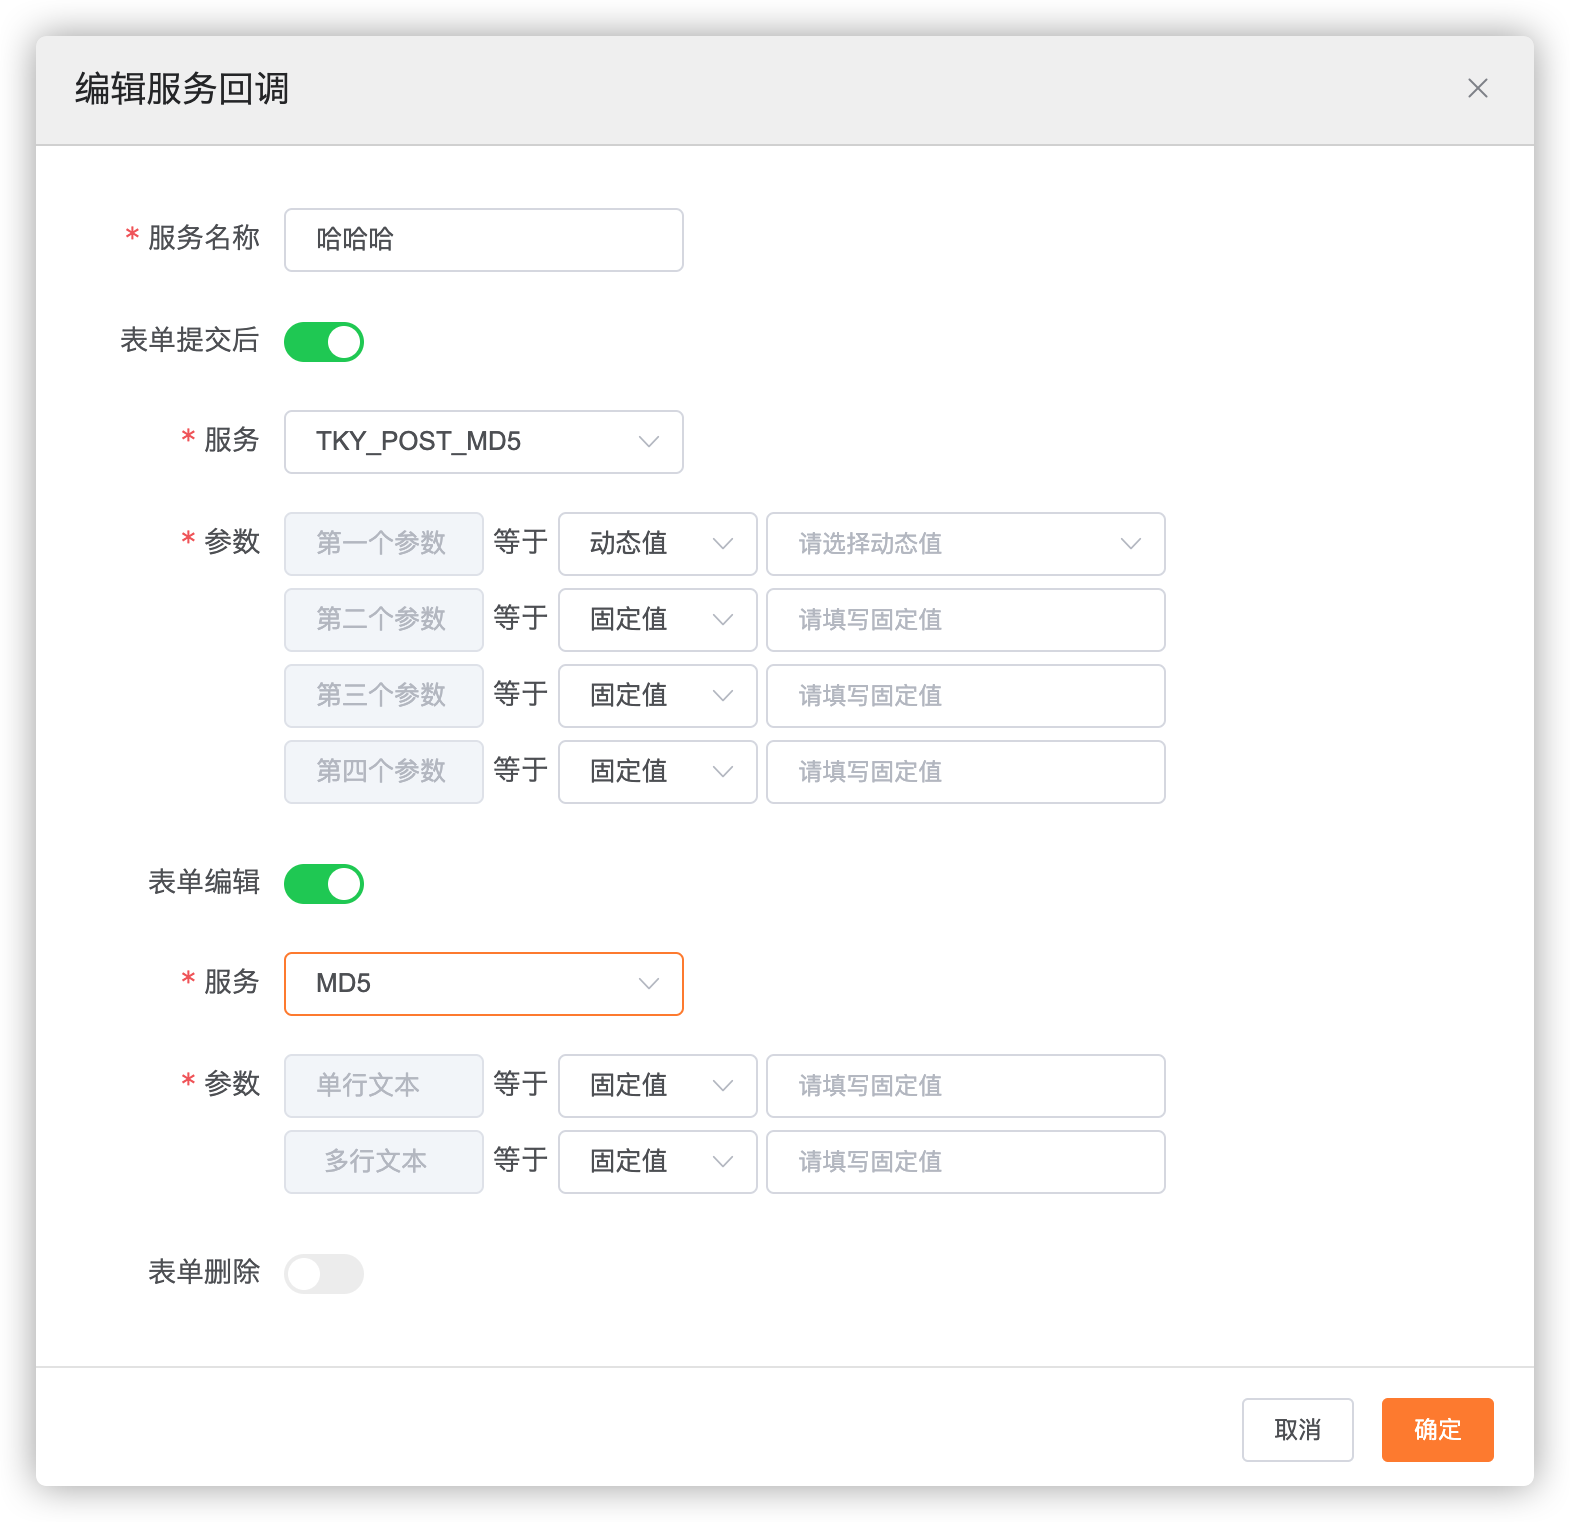 编辑服务回调
* 服务名称 哈哈哈
表单提交后
* 服务 TKY_POST_MD5
* 参数 第一个参数 等于 动态值 请选择动态值
第二个参数 等于 固定值 请填写固定值
第三个参数 等于 固定值 请填写固定值
第四个参数 等于 固定值 请填写固定值
表单编辑
* 服务 MD5
* 参数 单行文本 等于 固定值 请填写固定值
多行文本 等于 固定值 请填写固定值
表单删除
取消 确定